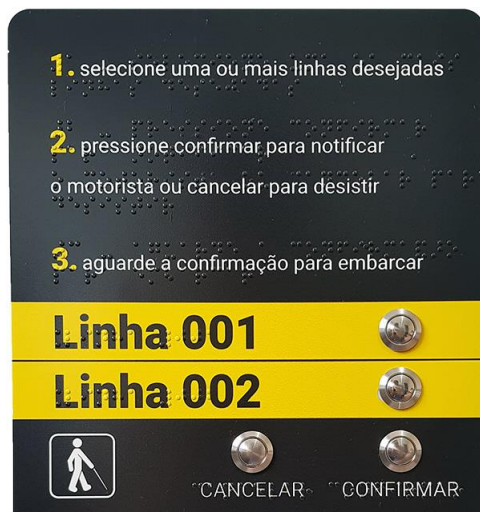 1. selecione uma ou mais linhas desejadas
2. pressione confirmar para notificar
o motorista ou cancelar para desistir
3. aguarde a confirmação para embarcar
Linha 001
Linha 002
CANCELAR CONFIRMAR